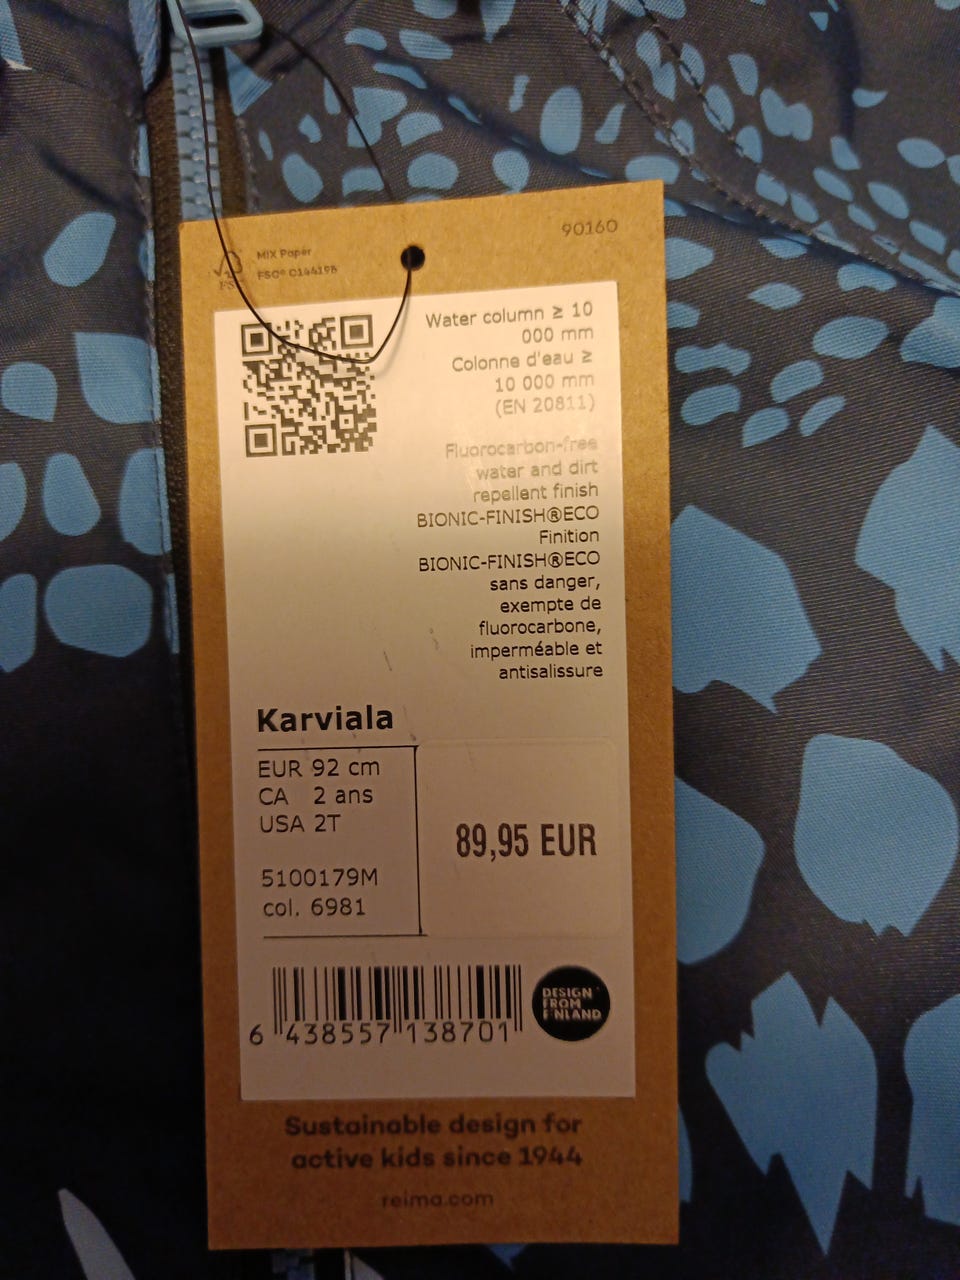 90160
MIX Paper
FSC® C144198
FS
Water column ≥ 10
000 mm
Colonne d'eau ≥
10 000 mm
(EN 20811)
Fluorocarbon-free
water and dirt
repellent finish
BIONIC-FINISH®ECO
Finition
BIONIC-FINISH®ECO
sans danger,
exempte de
fluorocarbone,
imperméable et
antisalissure
Karviala
EUR 92 cm
CA 2 ans
USA 2T
5100179M
col. 6981
89,95 EUR
6 438557 138701
DESIGN
FROM
FINLAND
Sustainable design for
active kids since 1944
reima.com